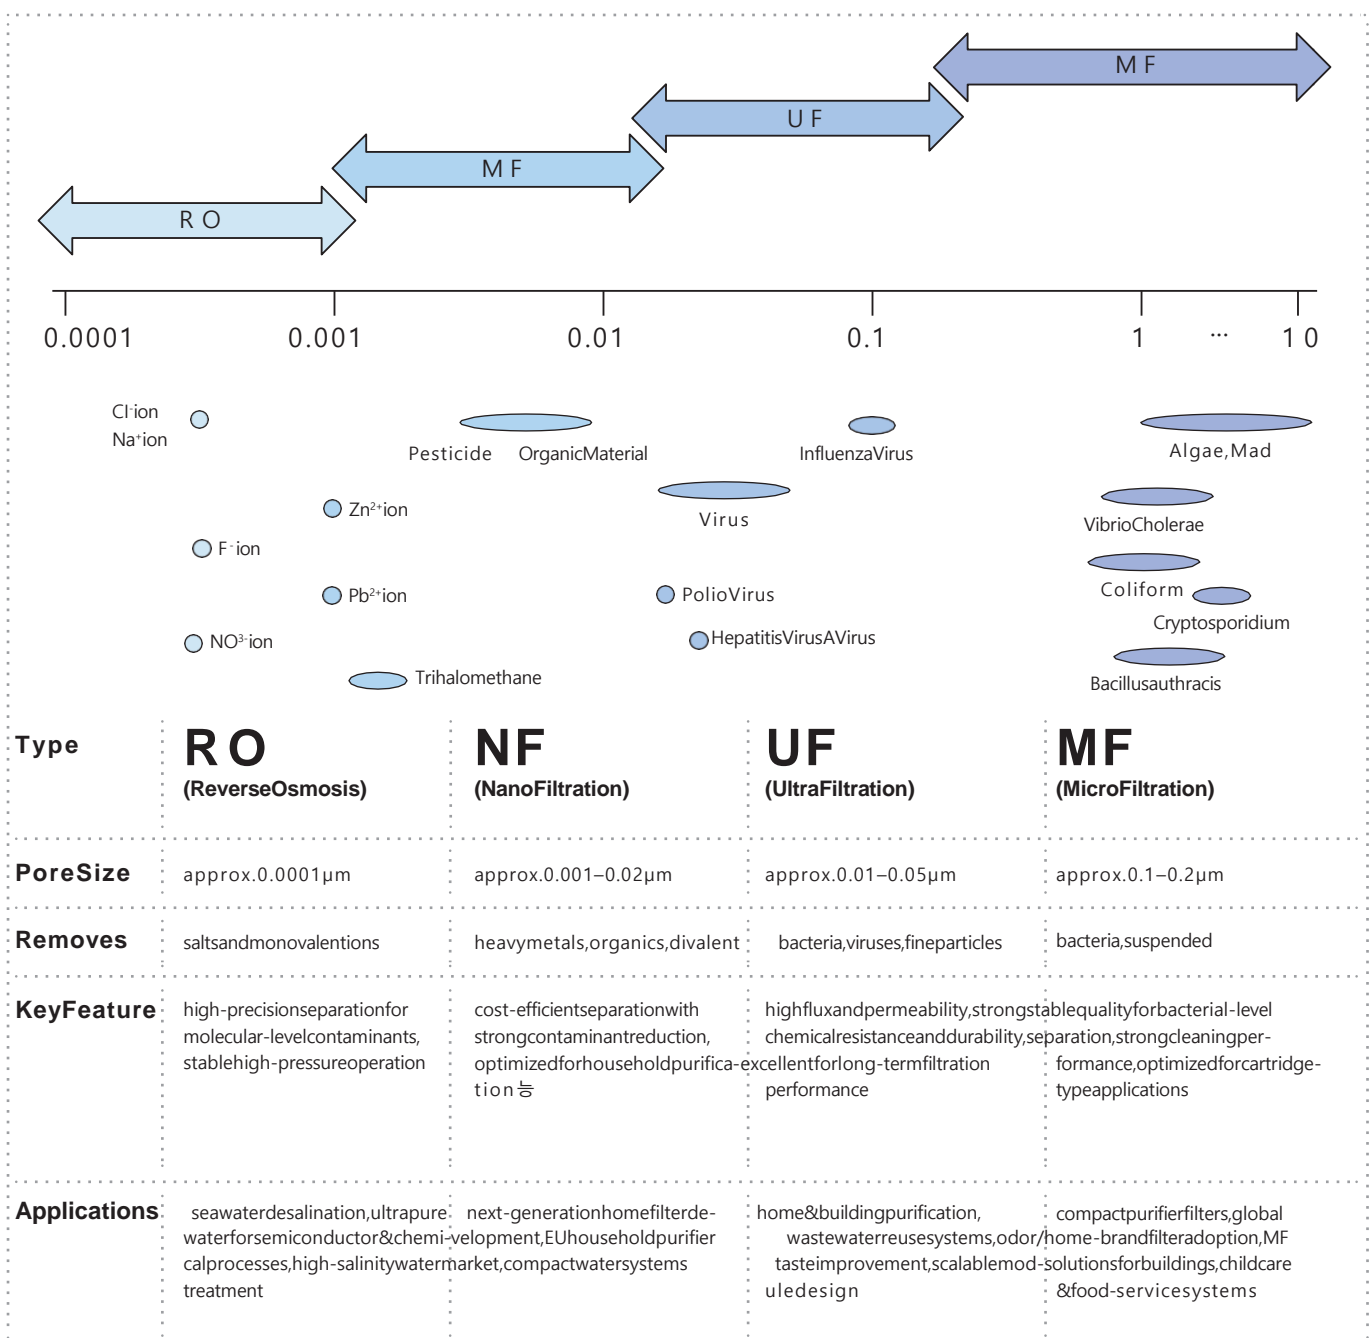 MF
UF
MF
RO
0.0001 0.001 0.01 0.1 1 ... 10
Cl⁻ion
Na⁺ion
Pesticide OrganicMaterial
InfluenzaVirus
Algae,Mad
Zn²⁺ion
Virus
VibrioCholerae
F⁻ion
Pb²⁺ion
PolioVirus
Coliform
Cryptosporidium
NO³⁻ion
HepatitisVirusAVirus
Trihalomethane
Bacillusauthracis
Type RO NF UF MF
(ReverseOsmosis) (NanoFiltration) (UltraFiltration) (MicroFiltration)
PoreSize approx.0.0001μm approx.0.001–0.02μm approx.0.01–0.05μm approx.0.1–0.2μm
Removes saltsandmonovalentions heavymetals,organics,divalent bacteria,viruses,fineparticles bacteria,suspended
KeyFeature high-precisionseparationfor cost-efficientseparationwith highfluxandpermeability,strong stablequalityforbacterial-level
molecular-levelcontaminants, strongcontaminantreduction, chemicalresistanceanddurability, separation,strongcleaningper-
stablehigh-pressureoperation optimizedforhouseholdpurifica- excellentforlong-termfiltration formance,optimizedforcartridge-
tion능 performance typeapplications
Applications seawaterdesalination,ultrapure next-generationhomefilterde- home&buildingpurification, compactpurifierfilters,global
waterforsemiconductor&chemi- velopment,EUhouseholdpurifier wastewaterreusesystems,odor/ home-brandfilteradoption,MF
calprocesses,high-salinitywater market,compactwatersystems tasteimprovement,scalablemod- solutionsforbuildings,childcare
treatment uledesign &food-servicesystems